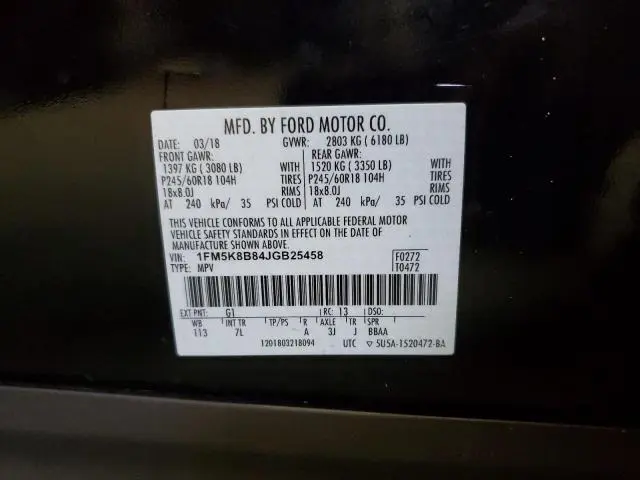 MFD. BY FORD MOTOR CO.
DATE: 03/18 GVWR: 2803 KG ( 6180 LB)
FRONT GAWR: REAR GAWR:
1397 KG ( 3080 LB) WITH 1520 KG ( 3350 LB) WITH
P245/60R18 104H TIRES P245/60R18 104H TIRES
18x8.0J RIMS 18x8.0J RIMS
AT 240 kPa/ 35 PSI COLD AT 240 kPa/ 35 PSI COLD
THIS VEHICLE CONFORMS TO ALL APPLICABLE FEDERAL MOTOR
VEHICLE SAFETY STANDARDS IN EFFECT ON THE DATE OF
MANUFACTURE SHOWN ABOVE.
VIN: 1FM5K8B84JGB25458 F0272
TYPE: MPV T0472
EXT PNT: G1 RC: 13 DSO:
WB INT TR TP/PS R AXLE TR SPR
113 7L A 3J J BBAA
1201803218094 UTC ▽ 5U5A-1520472-BA